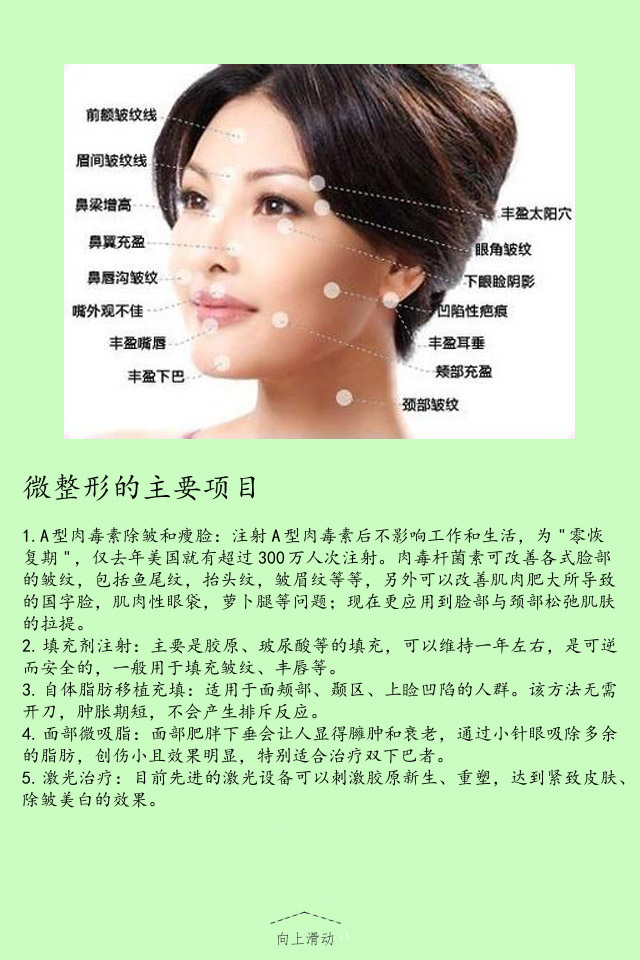 前额皱纹线
眉间皱纹线
鼻梁增高
鼻翼充盈
鼻唇沟皱纹
嘴外观不佳
丰盈嘴唇
丰盈下巴
丰盈太阳穴
眼角皱纹
下眼睑阴影
凹陷性疤痕
丰盈耳垂
颊部充盈
颈部皱纹
微整形的主要项目
1.A型肉毒素除皱和瘦脸：注射A型肉毒素后不影响工作和生活，为"零恢
复期"，仅去年美国就有超过300万人次注射。肉毒杆菌素可改善各式脸部
的皱纹，包括鱼尾纹，抬头纹，皱眉纹等等，另外可以改善肌肉肥大所导致
的国字脸，肌肉性眼袋，萝卜腿等问题；现在更应用到脸部与颈部松弛肌肤
的拉提。
2. 填充剂注射：主要是胶原、玻尿酸等的填充，可以维持一年左右，是可逆
而安全的，一般用于填充皱纹、丰唇等。
3. 自体脂肪移植充填：适用于面颊部、颞区、上睑凹陷的人群。该方法无需
开刀，肿胀期短，不会产生排斥反应。
4. 面部微吸脂：面部肥胖下垂会让人显得臃肿和衰老，通过小针眼吸除多余
的脂肪，创伤小且效果明显，特别适合治疗双下巴者。
5. 激光治疗：目前先进的激光设备可以刺激胶原新生、重塑，达到紧致皮肤、
除皱美白的效果。
向上滑动